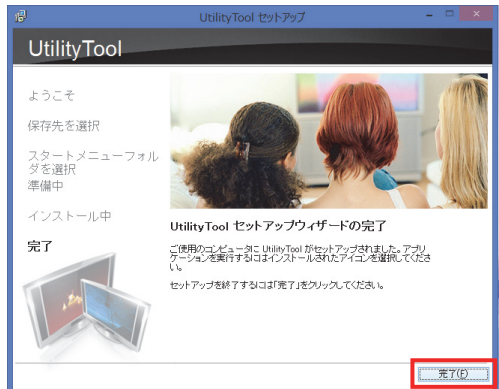 UtilityTool セットアップ
UtilityTool
ようこそ
保存先を選択
スタートメニューフォル
ダを選択
準備中
インストール中
完了
UtilityTool セットアップウィザードの完了
ご使用のコンピュータに UtilityTool がセットアップされました。アプリ
ケーションを実行するにはインストールされたアイコンを選択してくださ
い。
セットアップを終了するには「完了」をクリックしてください。
完了(F)